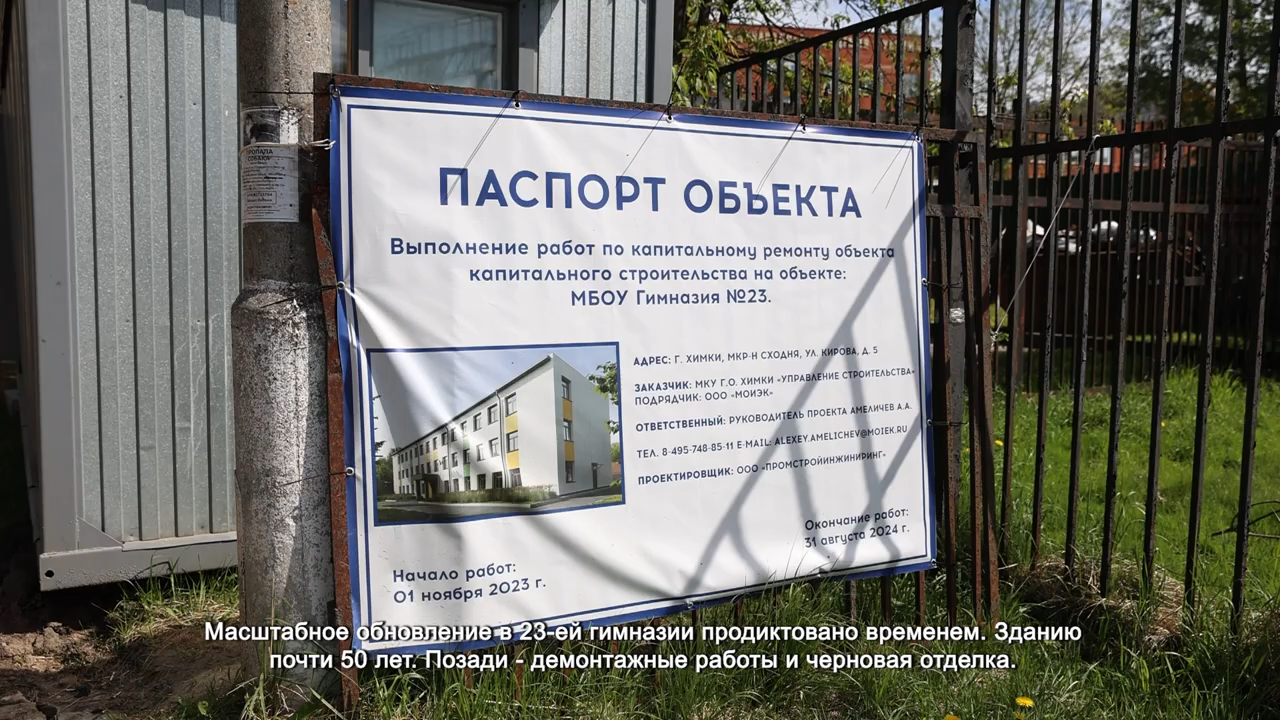 ПРОПАЛА
СОБАКА
ПАСПОРТ ОБЪЕКТА
Выполнение работ по капитальному ремонту объекта
капитального строительства на объекте:
МБОУ Гимназия №23.
АДРЕС: Г. ХИМКИ, МКР-Н СХОДНЯ, УЛ. КИРОВА, Д. 5
ЗАКАЗЧИК: МКУ Г.О. ХИМКИ «УПРАВЛЕНИЕ СТРОИТЕЛЬСТВА»
ПОДРЯДЧИК: ООО «МОИЭК»
ОТВЕТСТВЕННЫЙ: РУКОВОДИТЕЛЬ ПРОЕКТА АМЕЛИЧЕВ А.А.
ТЕЛ. 8-495-748-85-11 E-MAIL: ALEXEY.AMELICHEV@MOIEK.RU
ПРОЕКТИРОВЩИК: ООО «ПРОМСТРОЙИНЖИНИРИНГ»
Окончание работ:
31 августа 2024 г.
Начало работ:
01 ноября 2023 г.
Масштабное обновление в 23-ей гимназии продиктовано временем. Зданию
почти 50 лет. Позади - демонтажные работы и черновая отделка.